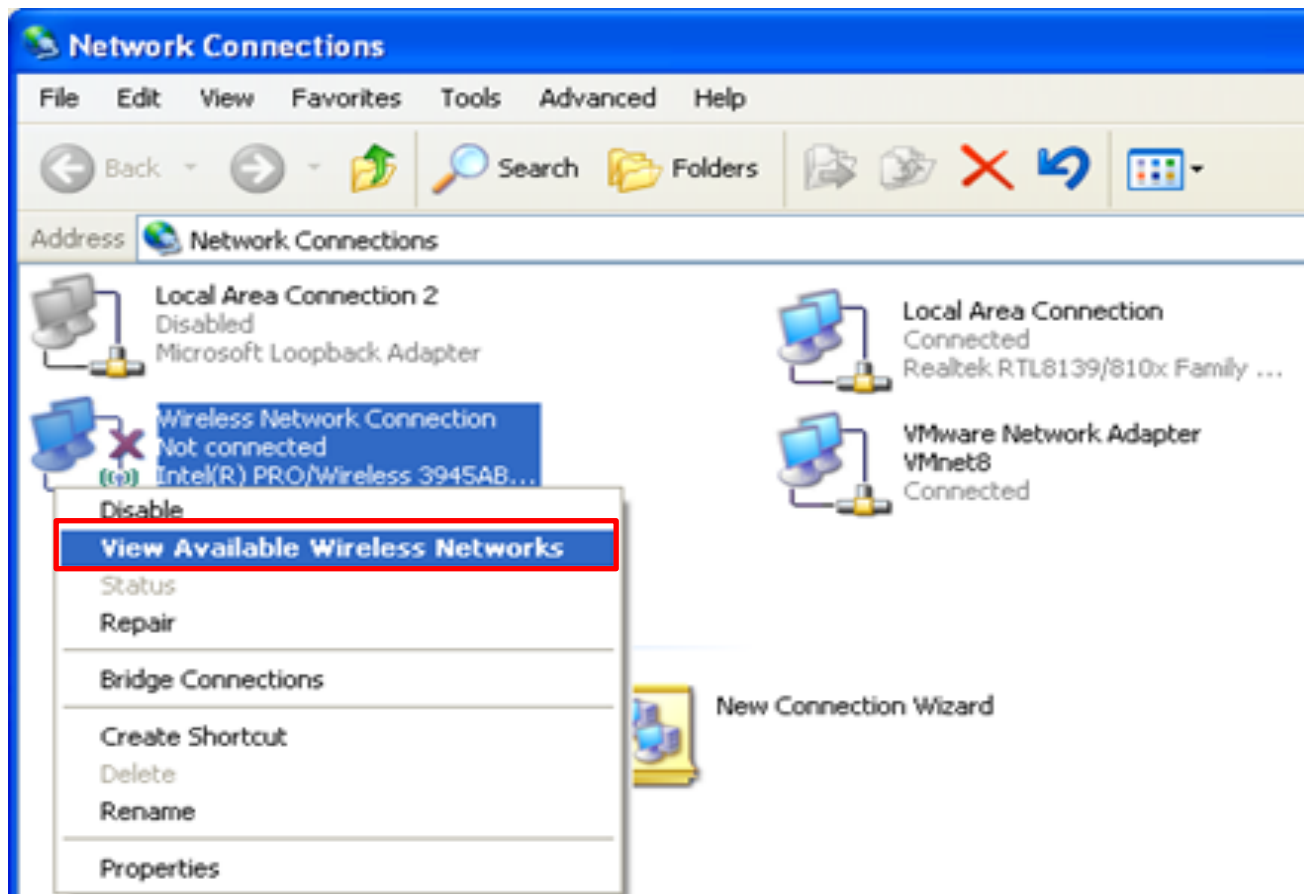 Network Connections
File Edit View Favorites Tools Advanced Help
Back Search Folders
Address Network Connections
Local Area Connection 2
Disabled
Microsoft Loopback Adapter
Local Area Connection
Connected
Realtek RTL8139/810x Family ...
Wireless Network Connection
Not connected
Intel(R) PRO/Wireless 3945AB...
VMware Network Adapter
VMnet8
Connected
Disable
View Available Wireless Networks
Status
Repair
Bridge Connections
Create Shortcut
Delete
Rename
Properties
New Connection Wizard